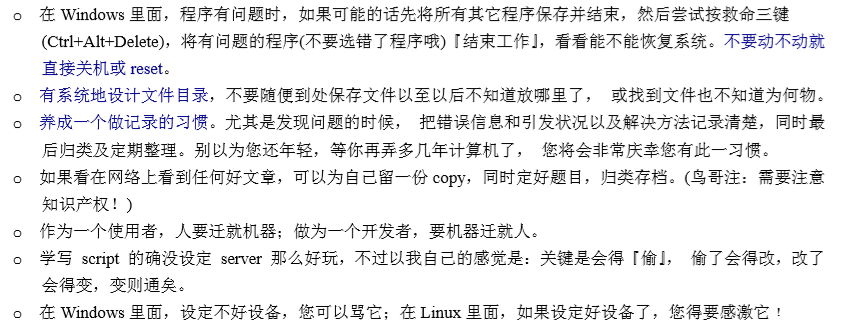 o 在 Windows 里面，程序有问题时，如果可能的话先将所有其它程序保存并结束，然后尝试按救命三键
(Ctrl+Alt+Delete)，将有问题的程序(不要选错了程序哦)『结束工作』，看看能不能恢复系统。不要动不动就
直接关机或 reset。
o 有系统地设计文件目录，不要随便到处保存文件以至以后不知道放哪里了， 或找到文件也不知道为何物。
o 养成一个做记录的习惯。尤其是发现问题的时候， 把错误信息和引发状况以及解决方法记录清楚，同时最
后归类及定期整理。别以为您还年轻，等你再弄多几年计算机了， 您将会非常庆幸您有此一习惯。
o 如果看在网络上看到任何好文章，可以为自己留一份 copy，同时定好题目，归类存档。(鸟哥注：需要注意
知识产权！)
o 作为一个使用者，人要迁就机器；做为一个开发者，要机器迁就人。
o 学写 script 的确没设定 server 那么好玩，不过以我自己的感觉是：关键是会得『偷』， 偷了会得改，改了
会得变，变则通矣。
o 在 Windows 里面，设定不好设备，您可以骂它；在 Linux 里面，如果设定好设备了，您得要感激它﹗